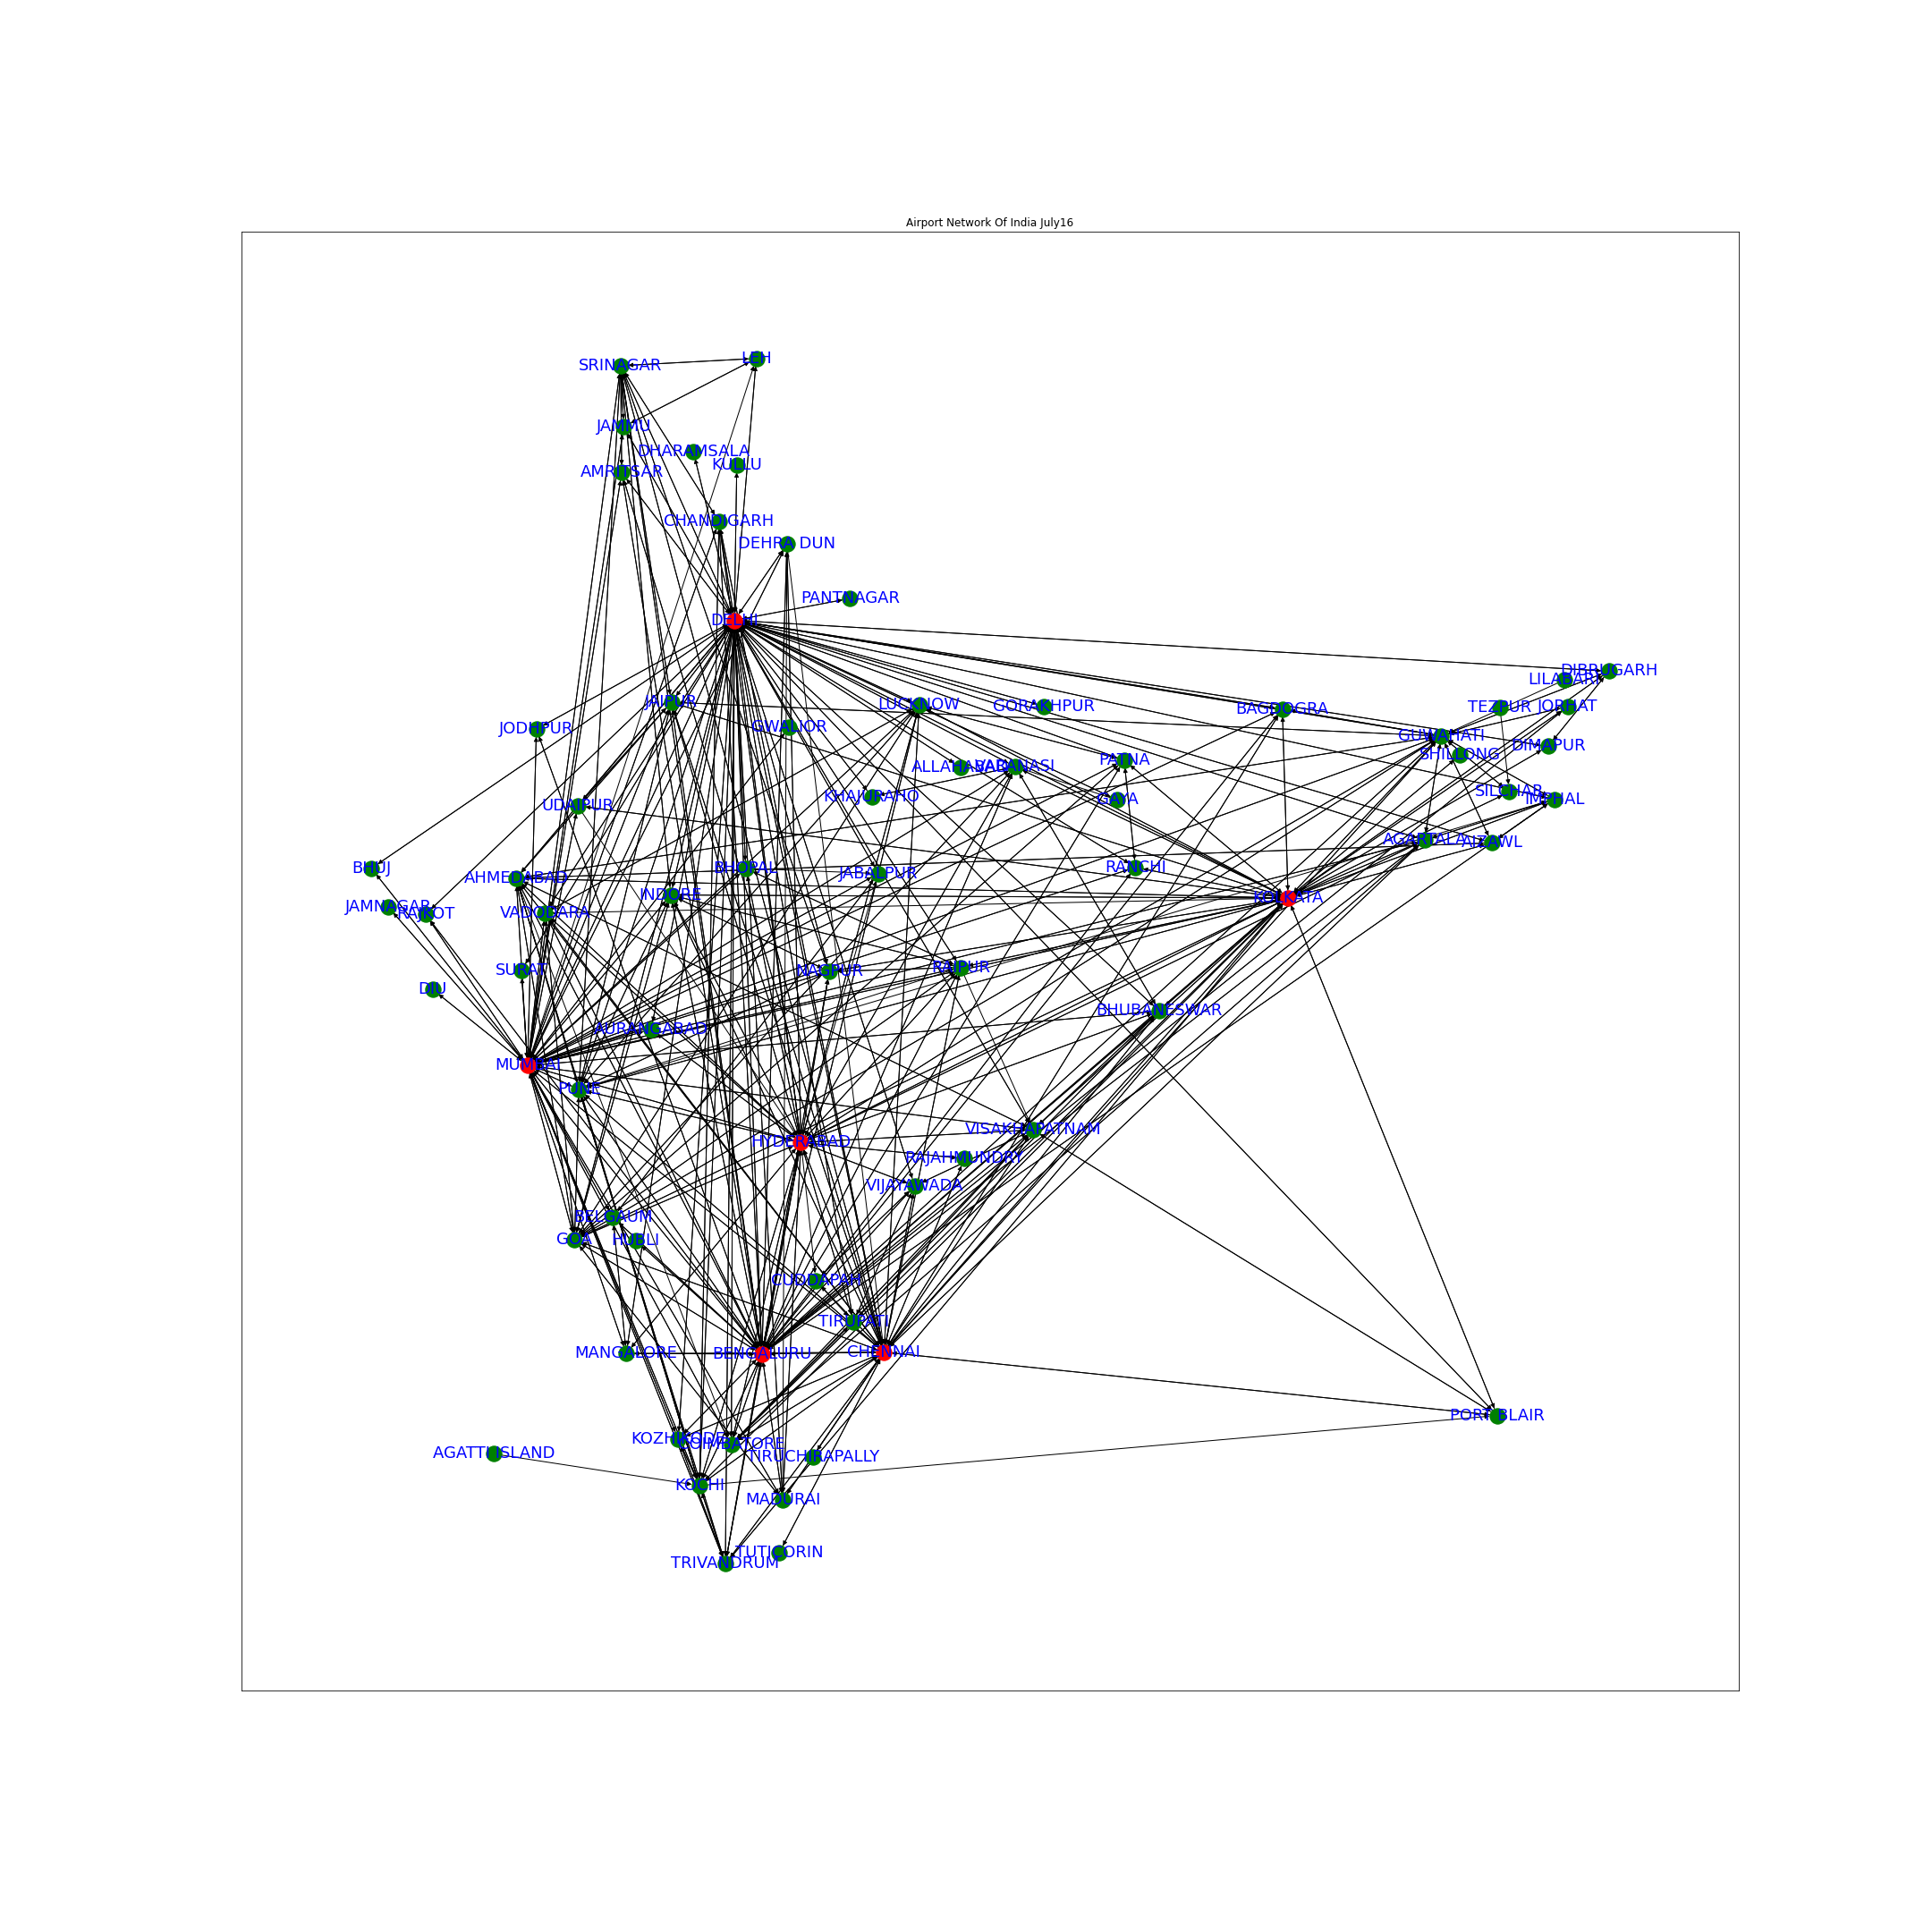 Airport Network Of India July16
LEH
SRINAGAR
JAMMU
DHARAMSALA
KULLU
AMRITSAR
CHANDIGARH
DEHRA DUN
PANTNAGAR
DELHI
DIBRUGARH
LILABARI
JAIPUR
LUCKNOW
GORAKHPUR
BAGDOGRA
TEZPUR
JORHAT
JODHPUR
GWALIOR
GUWAHATI
DIMAPUR
SHILLONG
PATNA
ALLAHABAD
VARANASI
KHAJURAHO
GAYA
SILCHAR
IMPHAL
UDAIPUR
AGARTALA
AIZAWL
BHUJ
BHOPAL
JABALPUR
RANCHI
AHMEDABAD
INDORE
KOLKATA
JAMNAGAR
RAJKOT
VADODARA
SURAT
NAGPUR
RAIPUR
DIU
BHUBANESWAR
AURANGABAD
MUMBAI
PUNE
VISAKHAPATNAM
HYDERABAD
RAJAHMUNDRY
VIJAYAWADA
BELGAUM
GOA
HUBLI
CUDDAPAH
TIRUPATI
MANGALORE
BENGALURU
CHENNAI
PORT BLAIR
KOZHIKODE
COIMBATORE
AGATTI ISLAND
TIRUCHIRAPALLY
KOCHI
MADURAI
TUTICORIN
TRIVANDRUM